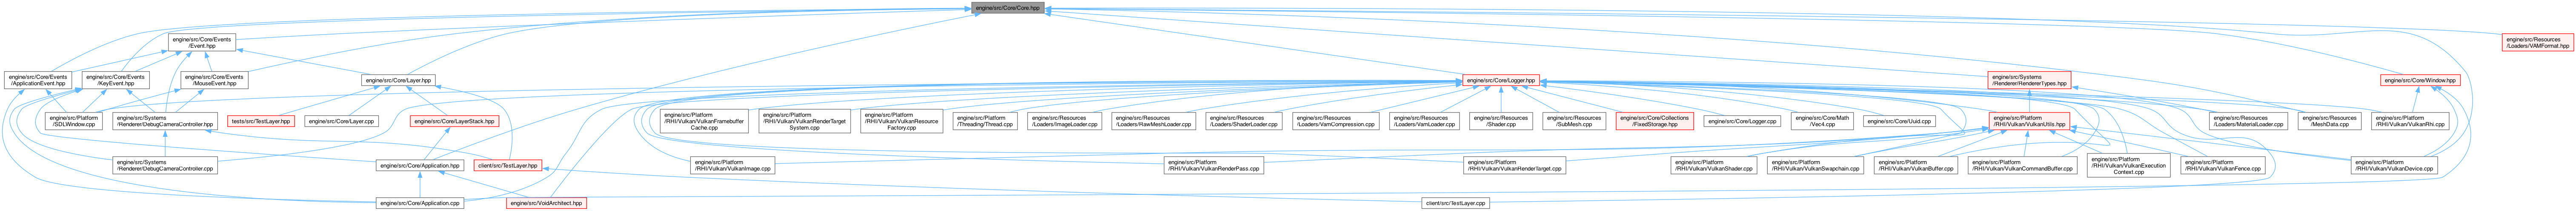 engine/src/Core/Core.hpp
engine/src/Core/Events
/Event.hpp
engine/src/Resources
/Loaders/VAMFormat.hpp
engine/src/Core/Events
/ApplicationEvent.hpp
engine/src/Core/Events
/KeyEvent.hpp
engine/src/Core/Events
/MouseEvent.hpp
engine/src/Core/Layer.hpp
engine/src/Core/Logger.hpp
engine/src/Systems
/Renderer/RendererTypes.hpp
engine/src/Core/Window.hpp
engine/src/Platform
/SDLWindow.cpp
engine/src/Systems
/Renderer/DebugCameraController.hpp
tests/src/TestLayer.hpp
engine/src/Core/Layer.cpp
engine/src/Core/LayerStack.hpp
engine/src/Platform
/RHI/Vulkan/VulkanFramebuffer
Cache.cpp
engine/src/Platform
/RHI/Vulkan/VulkanRenderTarget
System.cpp
engine/src/Platform
/RHI/Vulkan/VulkanResource
Factory.cpp
engine/src/Platform
/Threading/Thread.cpp
engine/src/Resources
/Loaders/ImageLoader.cpp
engine/src/Resources
/Loaders/RawMeshLoader.cpp
engine/src/Resources
/Loaders/ShaderLoader.cpp
engine/src/Resources
/Loaders/VamCompression.cpp
engine/src/Resources
/Loaders/VamLoader.cpp
engine/src/Resources
/Shader.cpp
engine/src/Resources
/SubMesh.cpp
engine/src/Core/Collections
/FixedStorage.hpp
engine/src/Core/Logger.cpp
engine/src/Core/Math
/Vec4.cpp
engine/src/Core/Uuid.cpp
engine/src/Platform
/RHI/Vulkan/VulkanUtils.hpp
engine/src/Resources
/Loaders/MaterialLoader.cpp
engine/src/Resources
/MeshData.cpp
engine/src/Platform
/RHI/Vulkan/VulkanRhi.cpp
engine/src/Systems
/Renderer/DebugCameraController.cpp
engine/src/Core/Application.hpp
client/src/TestLayer.hpp
engine/src/Platform
/RHI/Vulkan/VulkanImage.cpp
engine/src/Platform
/RHI/Vulkan/VulkanRenderPass.cpp
engine/src/Platform
/RHI/Vulkan/VulkanRenderTarget.cpp
engine/src/Platform
/RHI/Vulkan/VulkanShader.cpp
engine/src/Platform
/RHI/Vulkan/VulkanSwapchain.cpp
engine/src/Platform
/RHI/Vulkan/VulkanBuffer.cpp
engine/src/Platform
/RHI/Vulkan/VulkanCommandBuffer.cpp
engine/src/Platform
/RHI/Vulkan/VulkanExecution
Context.cpp
engine/src/Platform
/RHI/Vulkan/VulkanFence.cpp
engine/src/Platform
/RHI/Vulkan/VulkanDevice.cpp
engine/src/Core/Application.cpp
engine/src/VoidArchitect.hpp
client/src/TestLayer.cpp